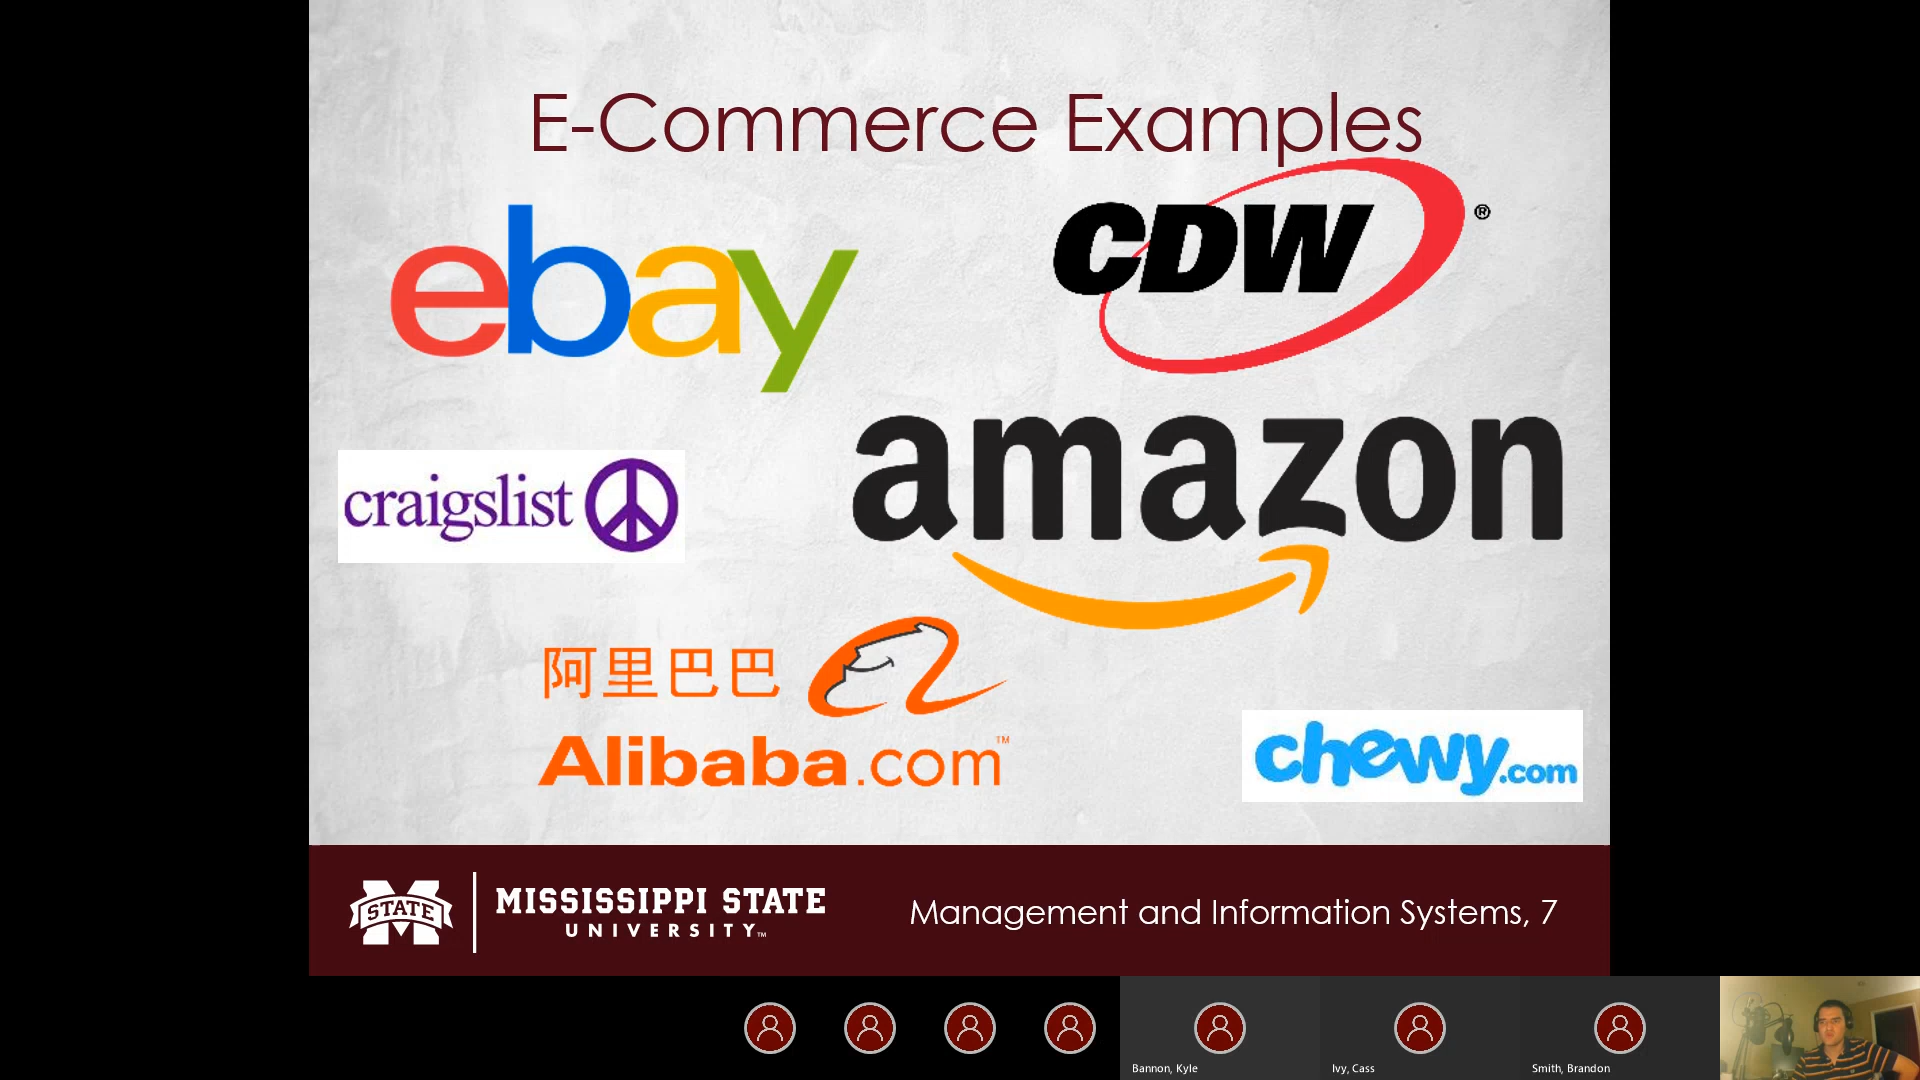 E-Commerce Examples
ebay
CDW®
craigslist
amazon
阿里巴巴
Alibaba.com™
chewy.com
STATE
MISSISSIPPI STATE
UNIVERSITY™
Management and Information Systems, 7
Bannon, Kyle
Ivy, Cass
Smith, Brandon